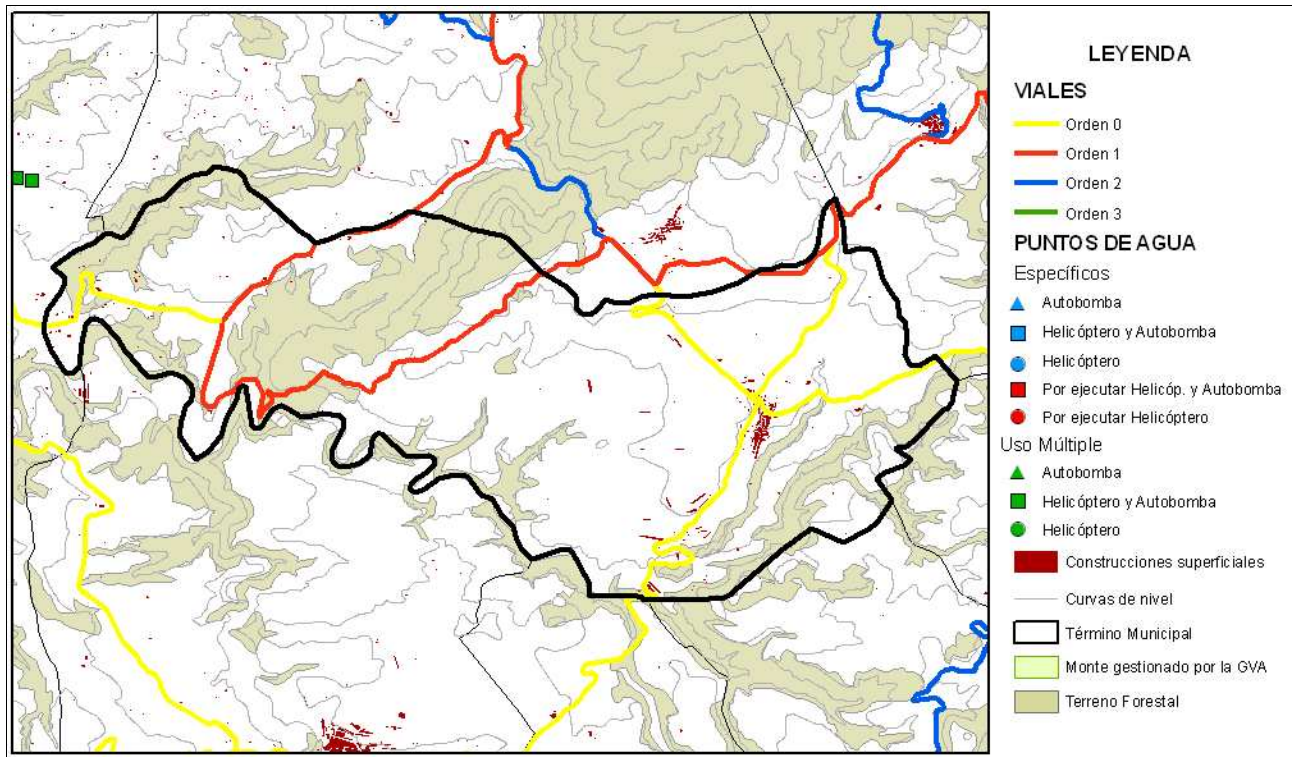 LEYENDA
VIALES
Orden 0
Orden 1
Orden 2
Orden 3
PUNTOS DE AGUA
Específicos
Autobomba
Helicóptero y Autobomba
Helicóptero
Por ejecutar Helicóp. y Autobomba
Por ejecutar Helicóptero
Uso Múltiple
Autobomba
Helicóptero y Autobomba
Helicóptero
Construcciones superficiales
Curvas de nivel
Término Municipal
Monte gestionado por la GVA
Terreno Forestal